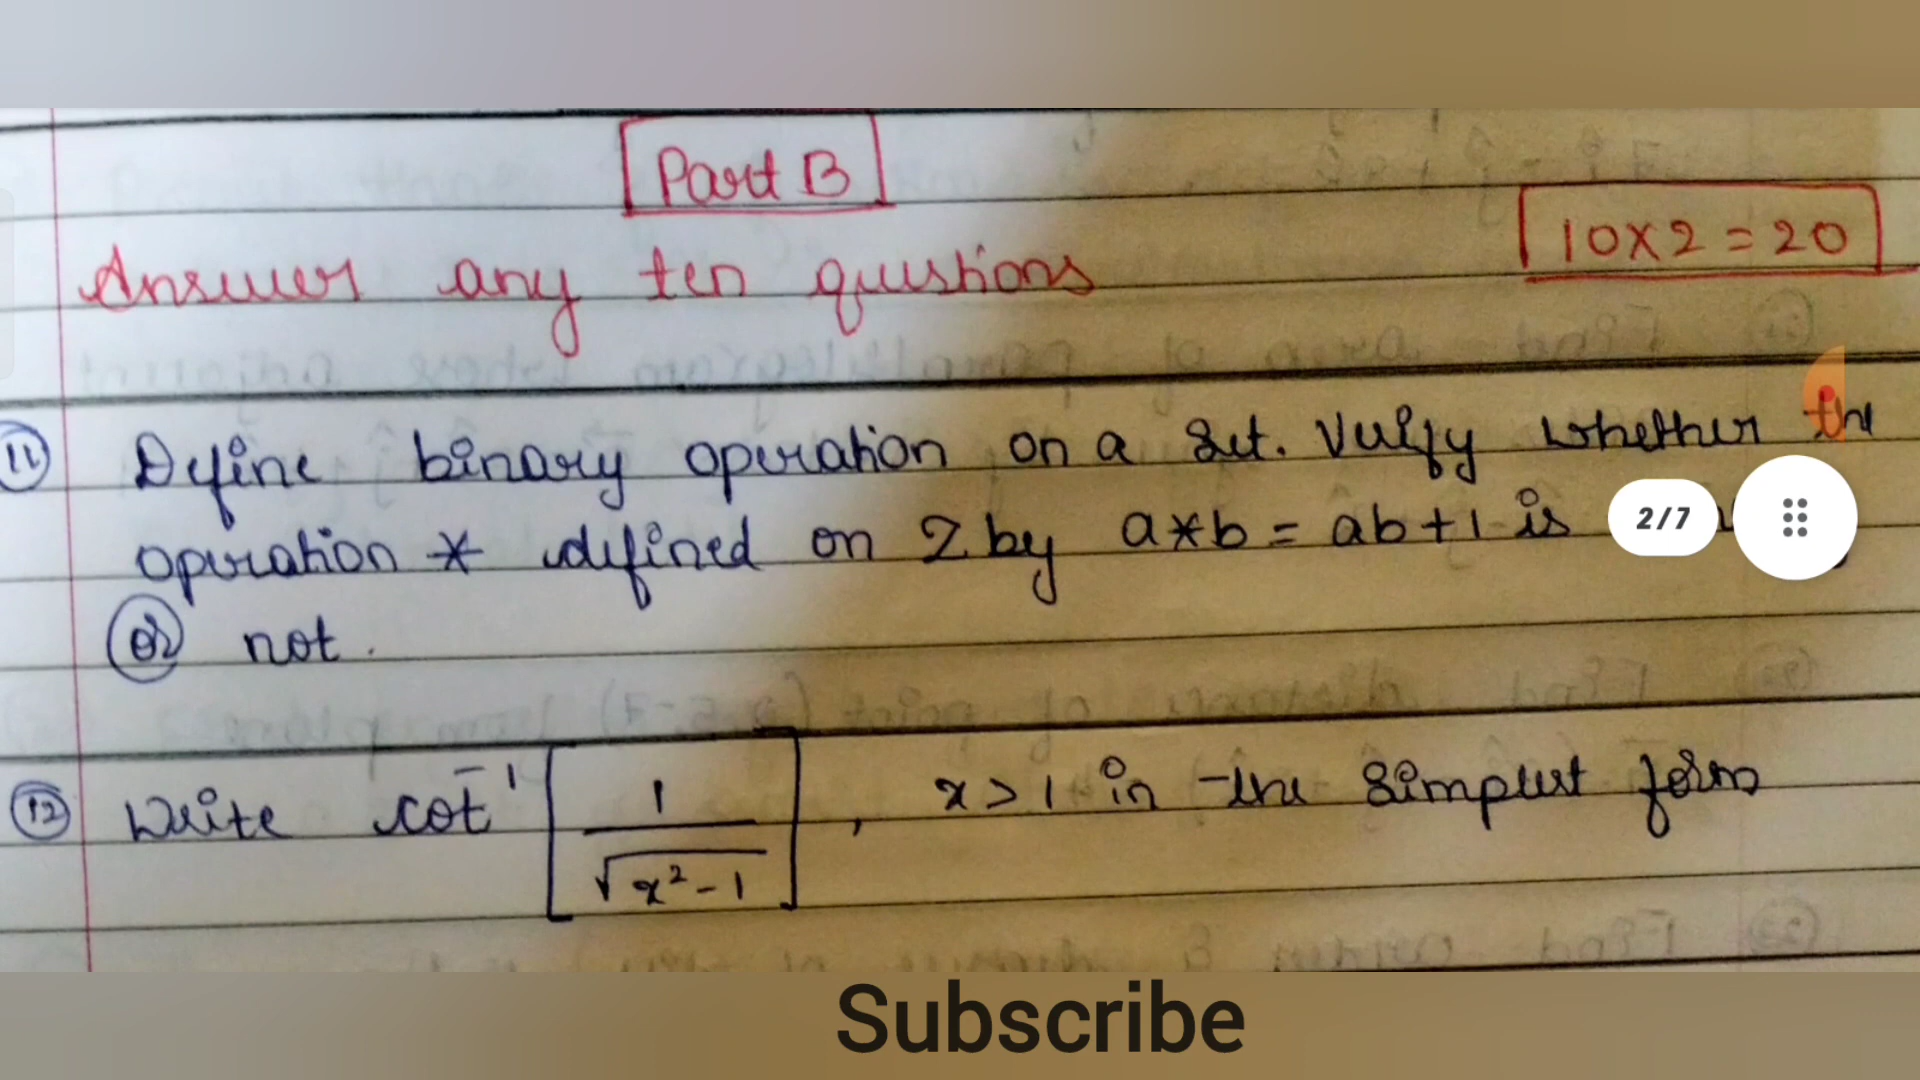 Part B
10x2=20
Answer any ten questions
11 Define binary operation on a set. Verify whether the
operation * defined on Z by a*b = ab+1 is
2/7
or not.
12 Write cot⁻¹ [1/√(x²-1)], x>1 in the simplest form
Subscribe